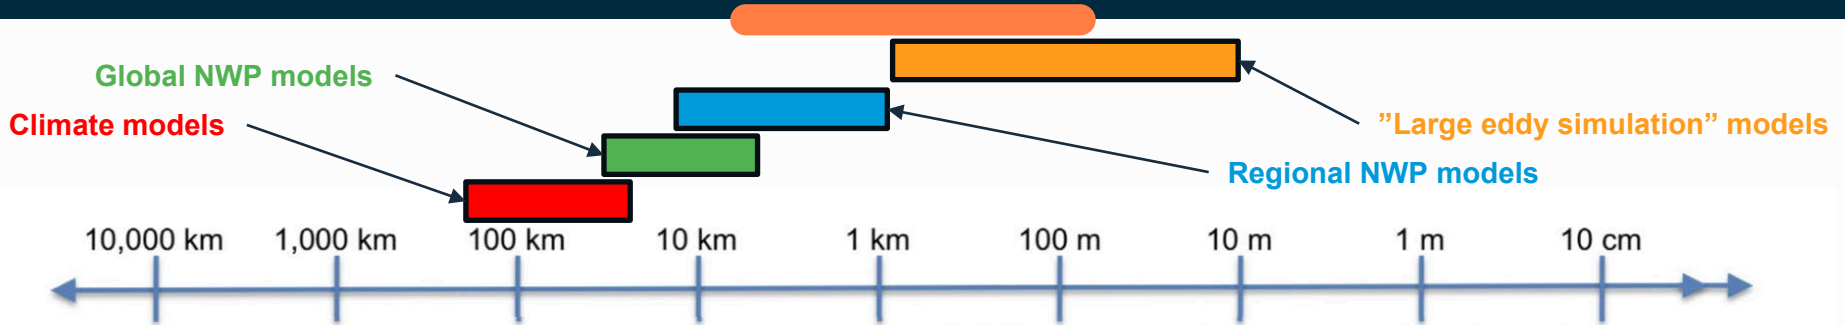 Global NWP models
Climate models
”Large eddy simulation” models
Regional NWP models
10,000 km 1,000 km 100 km 10 km 1 km 100 m 10 m 1 m 10 cm